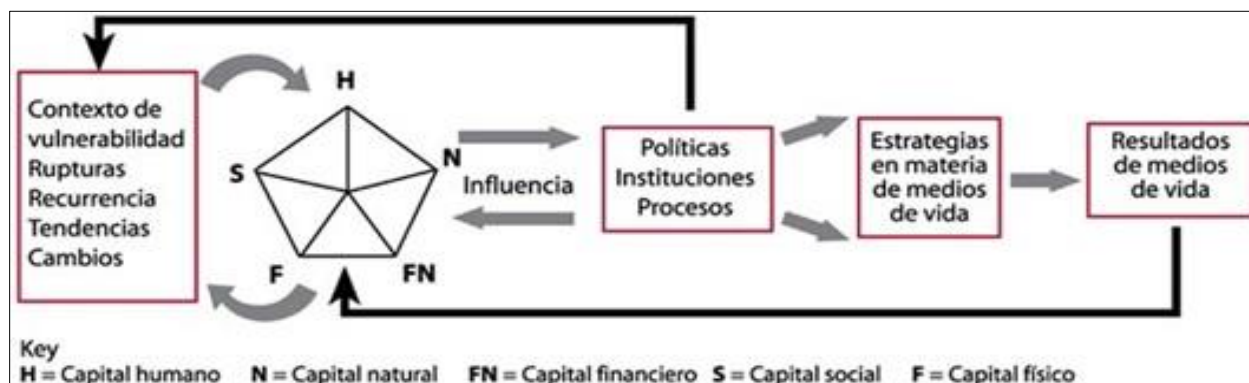 Contexto de
vulnerabilidad
Rupturas
Recurrencia
Tendencias
Cambios
H
S
N
F
FN
Influencia
Políticas
Instituciones
Procesos
Estrategias
en materia
de medios
de vida
Resultados
de medios
de vida
Key
H = Capital humano N = Capital natural FN = Capital financiero S = Capital social F = Capital físico